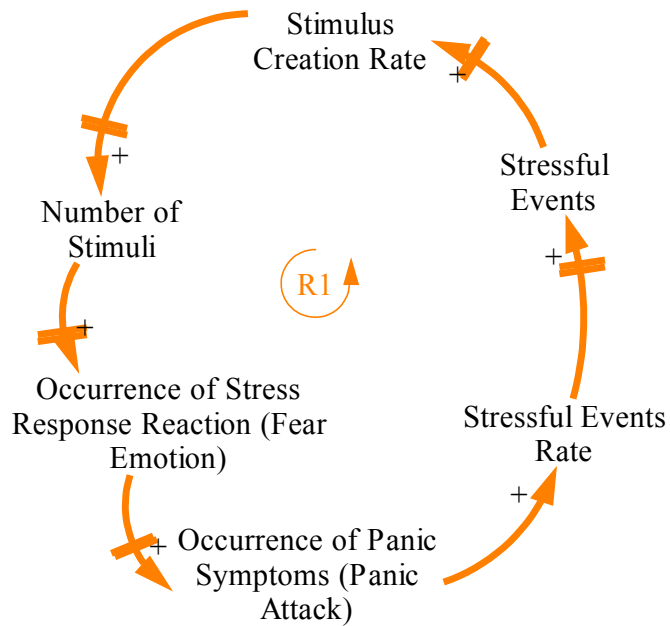 Stimulus
Creation Rate
+
+
Stressful
Events
Number of
Stimuli
+
R1
+
Occurrence of Stress
Response Reaction (Fear
Emotion)
Stressful Events
Rate
+
+
Occurrence of Panic
Symptoms (Panic
Attack)